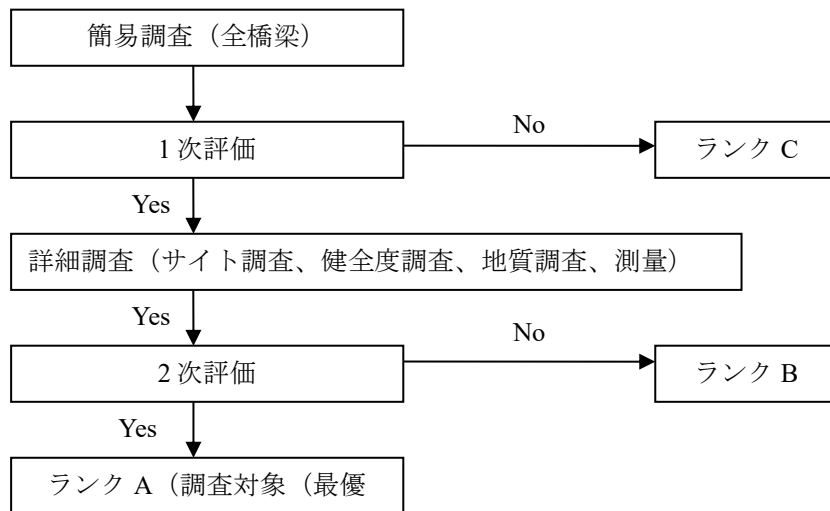 簡易調査（全橋梁）
1 次評価
No
ランク C
Yes
詳細調査（サイト調査、健全度調査、地質調査、測量）
Yes
2 次評価
No
ランク B
Yes
ランク A（調査対象（最優